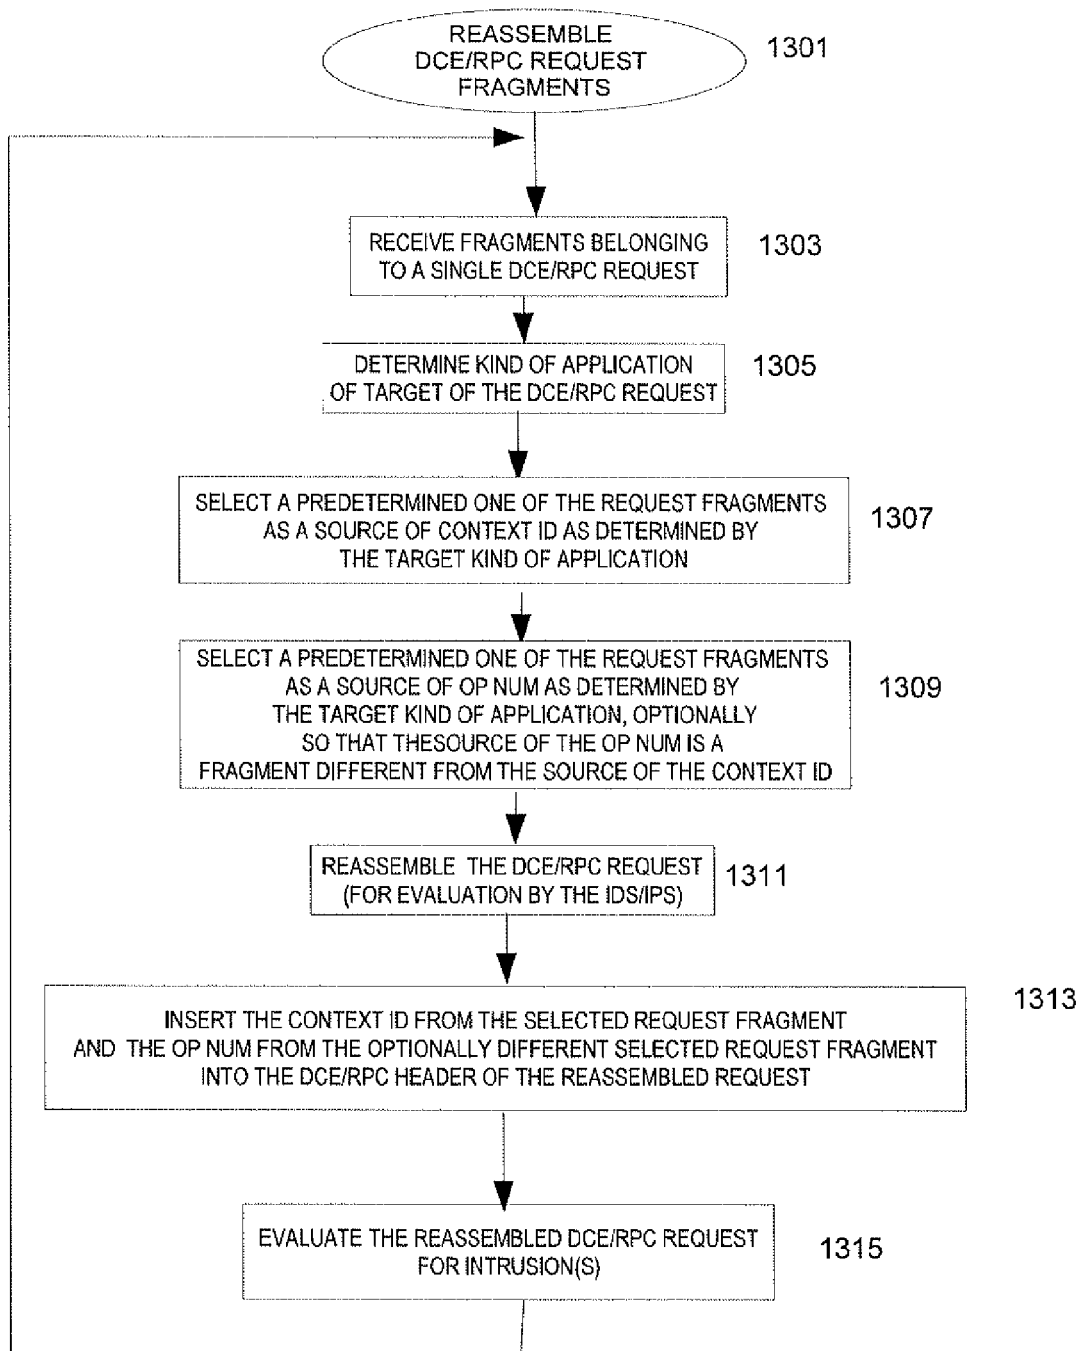 REASSEMBLE
DCE/RPC REQUEST
FRAGMENTS
1301
RECEIVE FRAGMENTS BELONGING
TO A SINGLE DCE/RPC REQUEST
1303
DETERMINE KIND OF APPLICATION
OF TARGET OF THE DCE/RPC REQUEST
1305
SELECT A PREDETERMINED ONE OF THE REQUEST FRAGMENTS
AS A SOURCE OF CONTEXT ID AS DETERMINED BY
THE TARGET KIND OF APPLICATION
1307
SELECT A PREDETERMINED ONE OF THE REQUEST FRAGMENTS
AS A SOURCE OF OP NUM AS DETERMINED BY
THE TARGET KIND OF APPLICATION, OPTIONALLY
SO THAT THESOURCE OF THE OP NUM IS A
FRAGMENT DIFFERENT FROM THE SOURCE OF THE CONTEXT ID
1309
REASSEMBLE THE DCE/RPC REQUEST
(FOR EVALUATION BY THE IDS/IPS)
1311
INSERT THE CONTEXT ID FROM THE SELECTED REQUEST FRAGMENT
AND THE OP NUM FROM THE OPTIONALLY DIFFERENT SELECTED REQUEST FRAGMENT
INTO THE DCE/RPC HEADER OF THE REASSEMBLED REQUEST
1313
EVALUATE THE REASSEMBLED DCE/RPC REQUEST
FOR INTRUSION(S)
1315